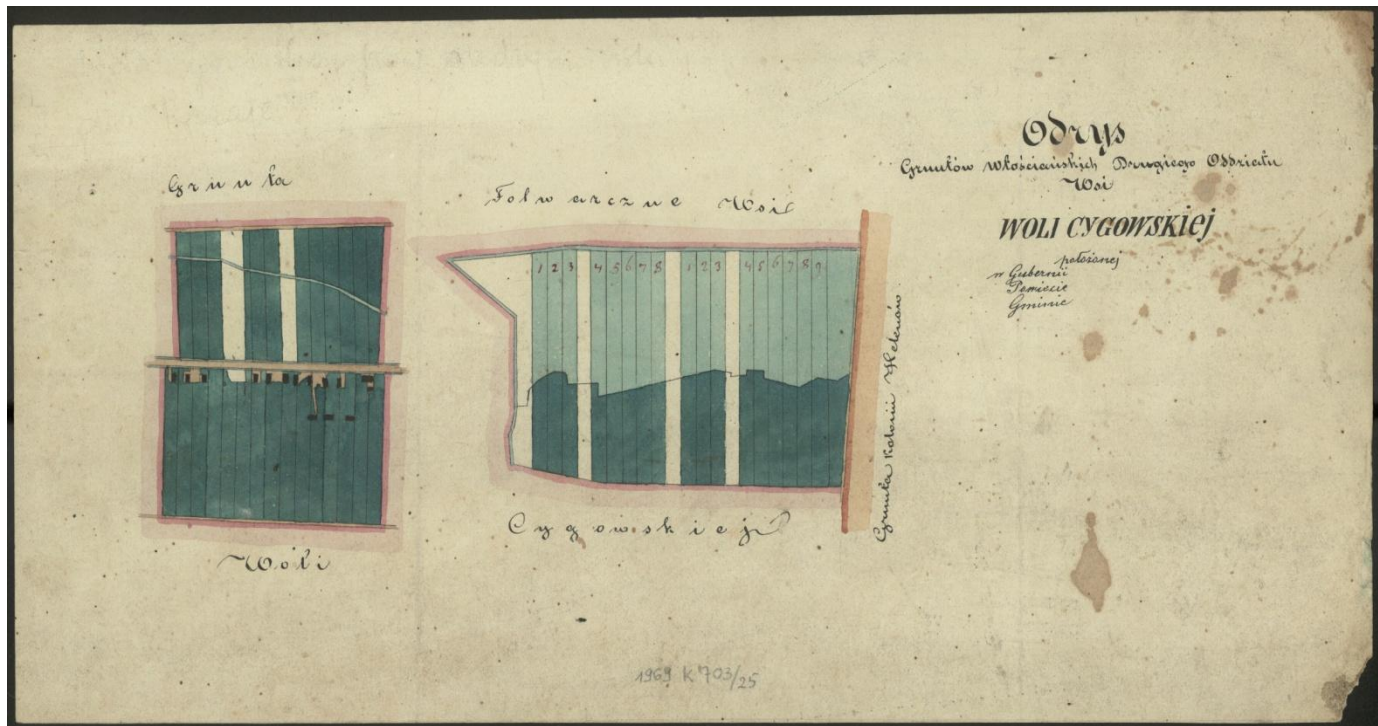 Odrys
Gruntów Włościańskich Drugiego Oddziału
Wsi
WOLI CYGOWSKIEJ
położonej
w Gubernii
Powiecie
Gminie
Grunta
Folwarczne Wsi
1 2 3 4 5 6 7 8 1 2 3 4 5 6 7 8 9
Grunta Kolonii Helenów
Cygowskiej
Woli
1969 K 703/25